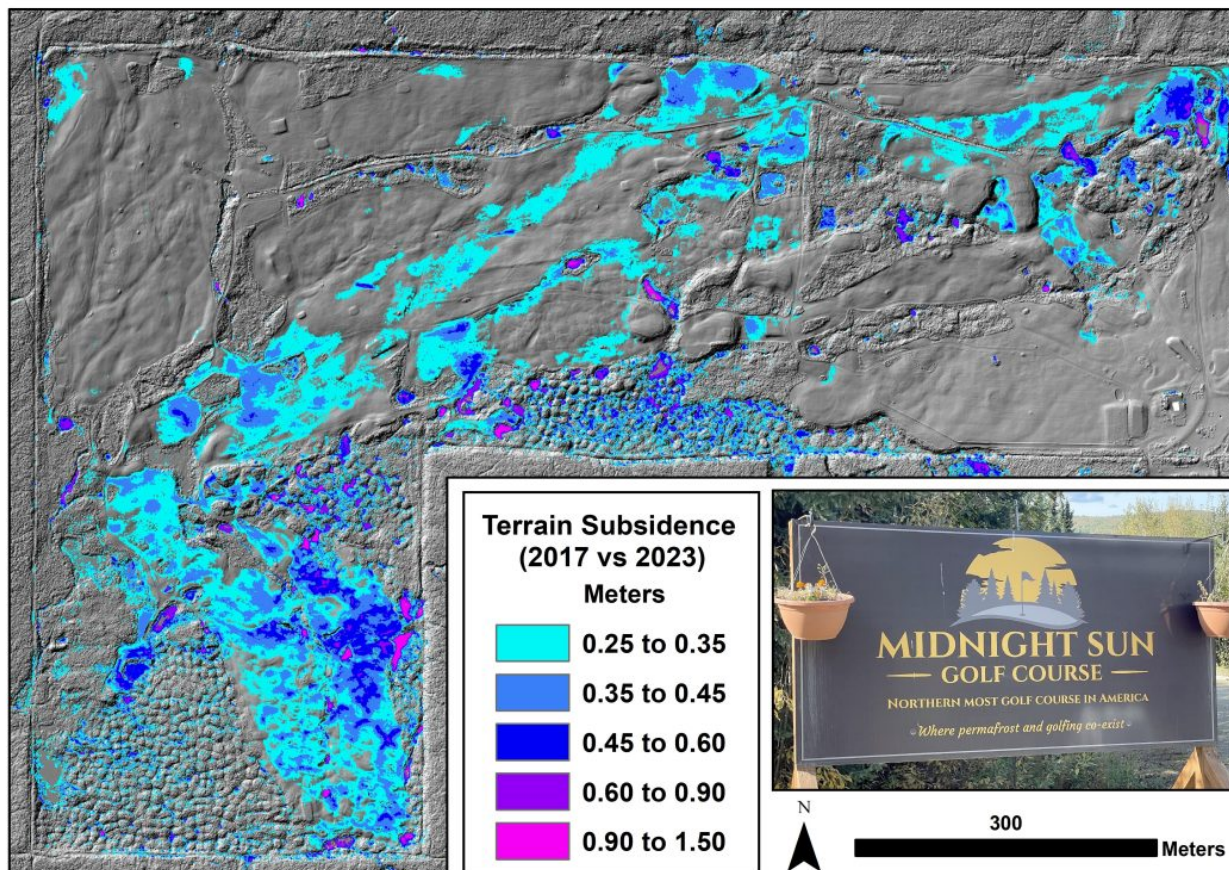 Terrain Subsidence
(2017 vs 2023)
Meters
0.25 to 0.35
0.35 to 0.45
0.45 to 0.60
0.60 to 0.90
0.90 to 1.50
MIDNIGHT SUN
GOLF COURSE
NORTHERN MOST GOLF COURSE IN AMERICA
- Where permafrost and golfing co-exist -
N
300
Meters